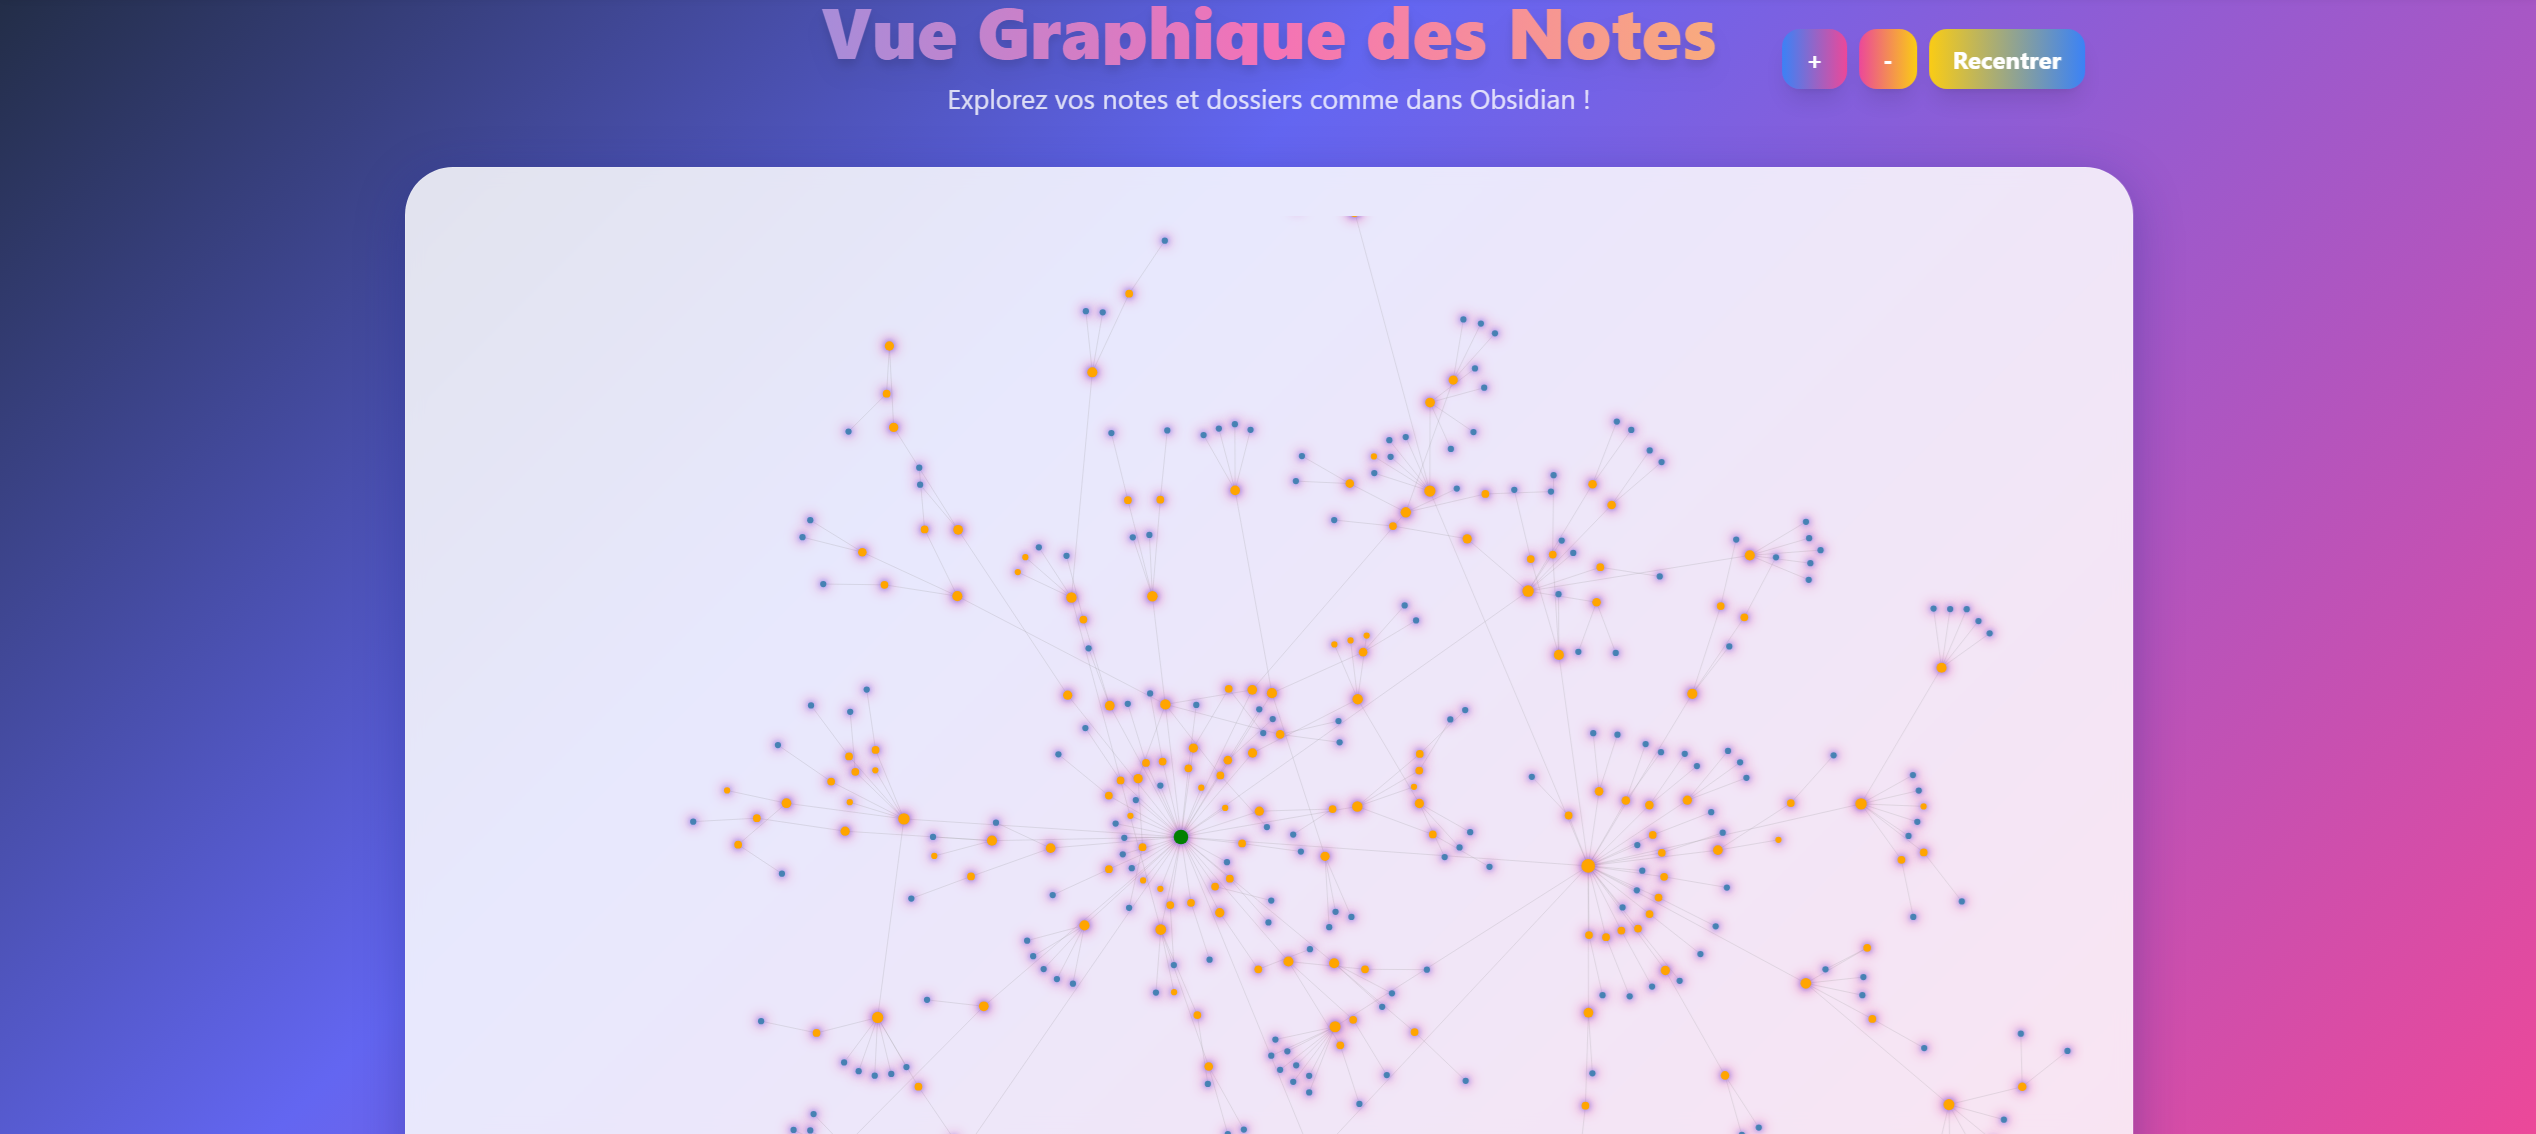 Vue Graphique des Notes
Explorez vos notes et dossiers comme dans Obsidian !
+
-
Recentrer